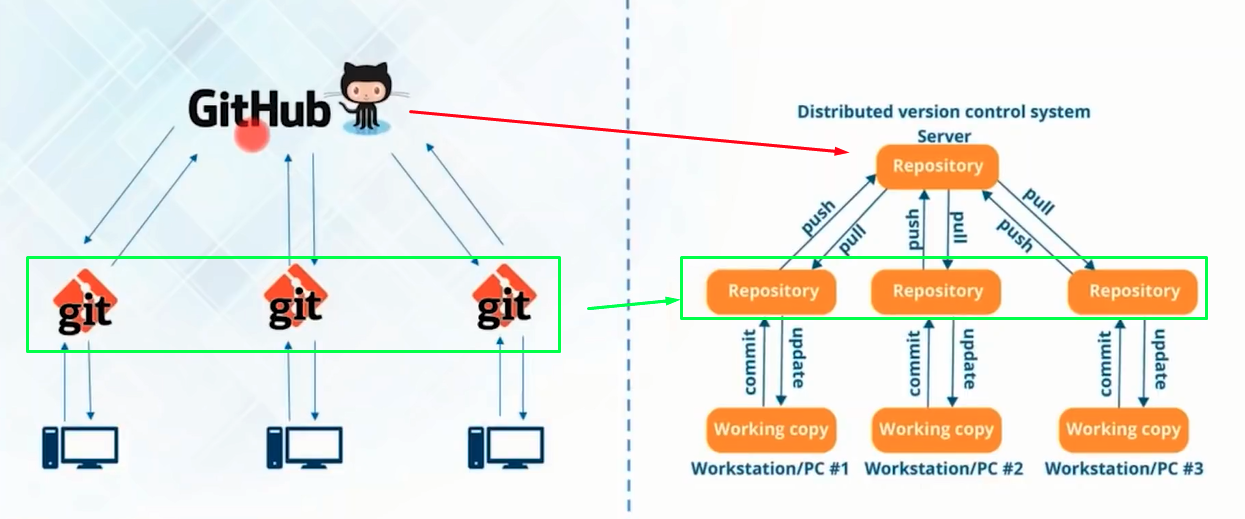 GitHub
git
git
git
Distributed version control system
Server
Repository
push
pull
push
pull
push
pull
Repository
Repository
Repository
commit
update
commit
update
commit
update
Working copy
Working copy
Working copy
Workstation/PC #1
Workstation/PC #2
Workstation/PC #3